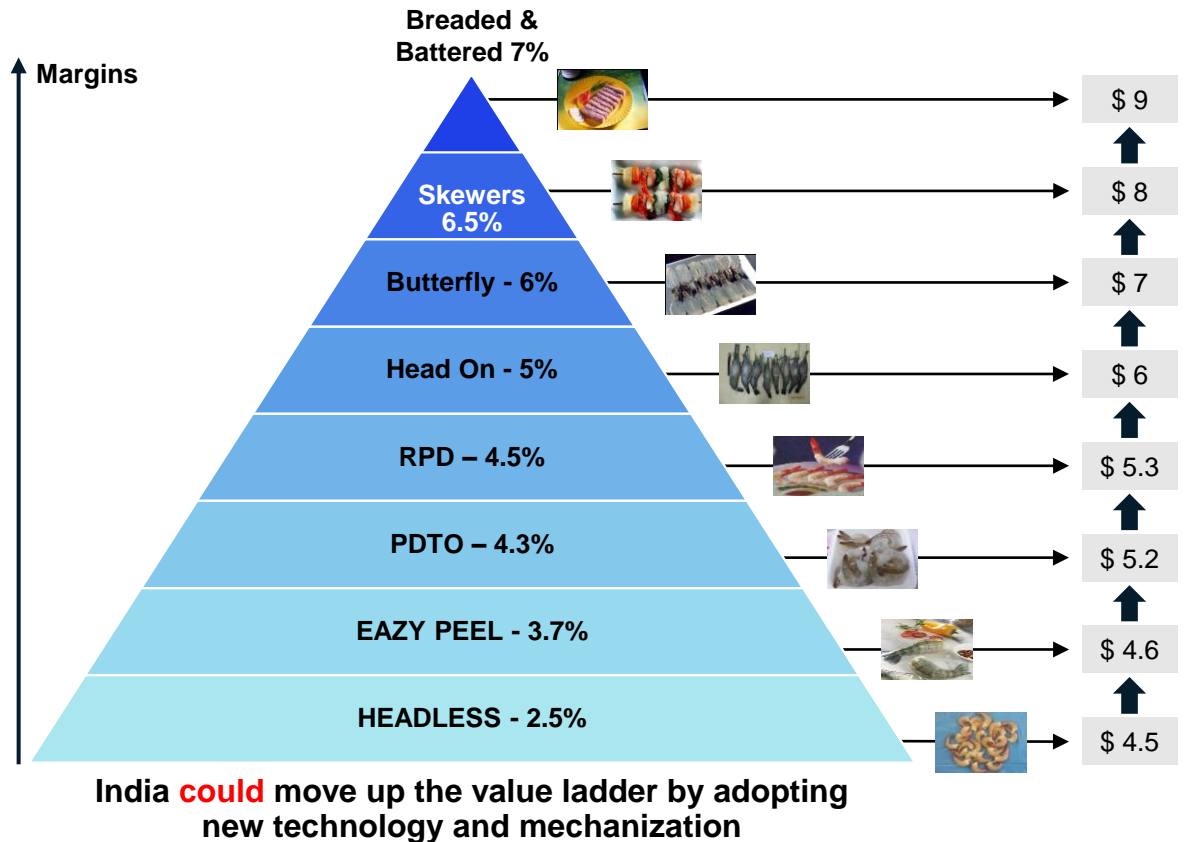 Breaded &
Battered 7%
Margins
$ 9
Skewers
6.5%
$ 8
Butterfly - 6%
$ 7
Head On - 5%
$ 6
RPD – 4.5%
$ 5.3
PDTO – 4.3%
$ 5.2
EAZY PEEL - 3.7%
$ 4.6
HEADLESS - 2.5%
$ 4.5
India could move up the value ladder by adopting
new technology and mechanization